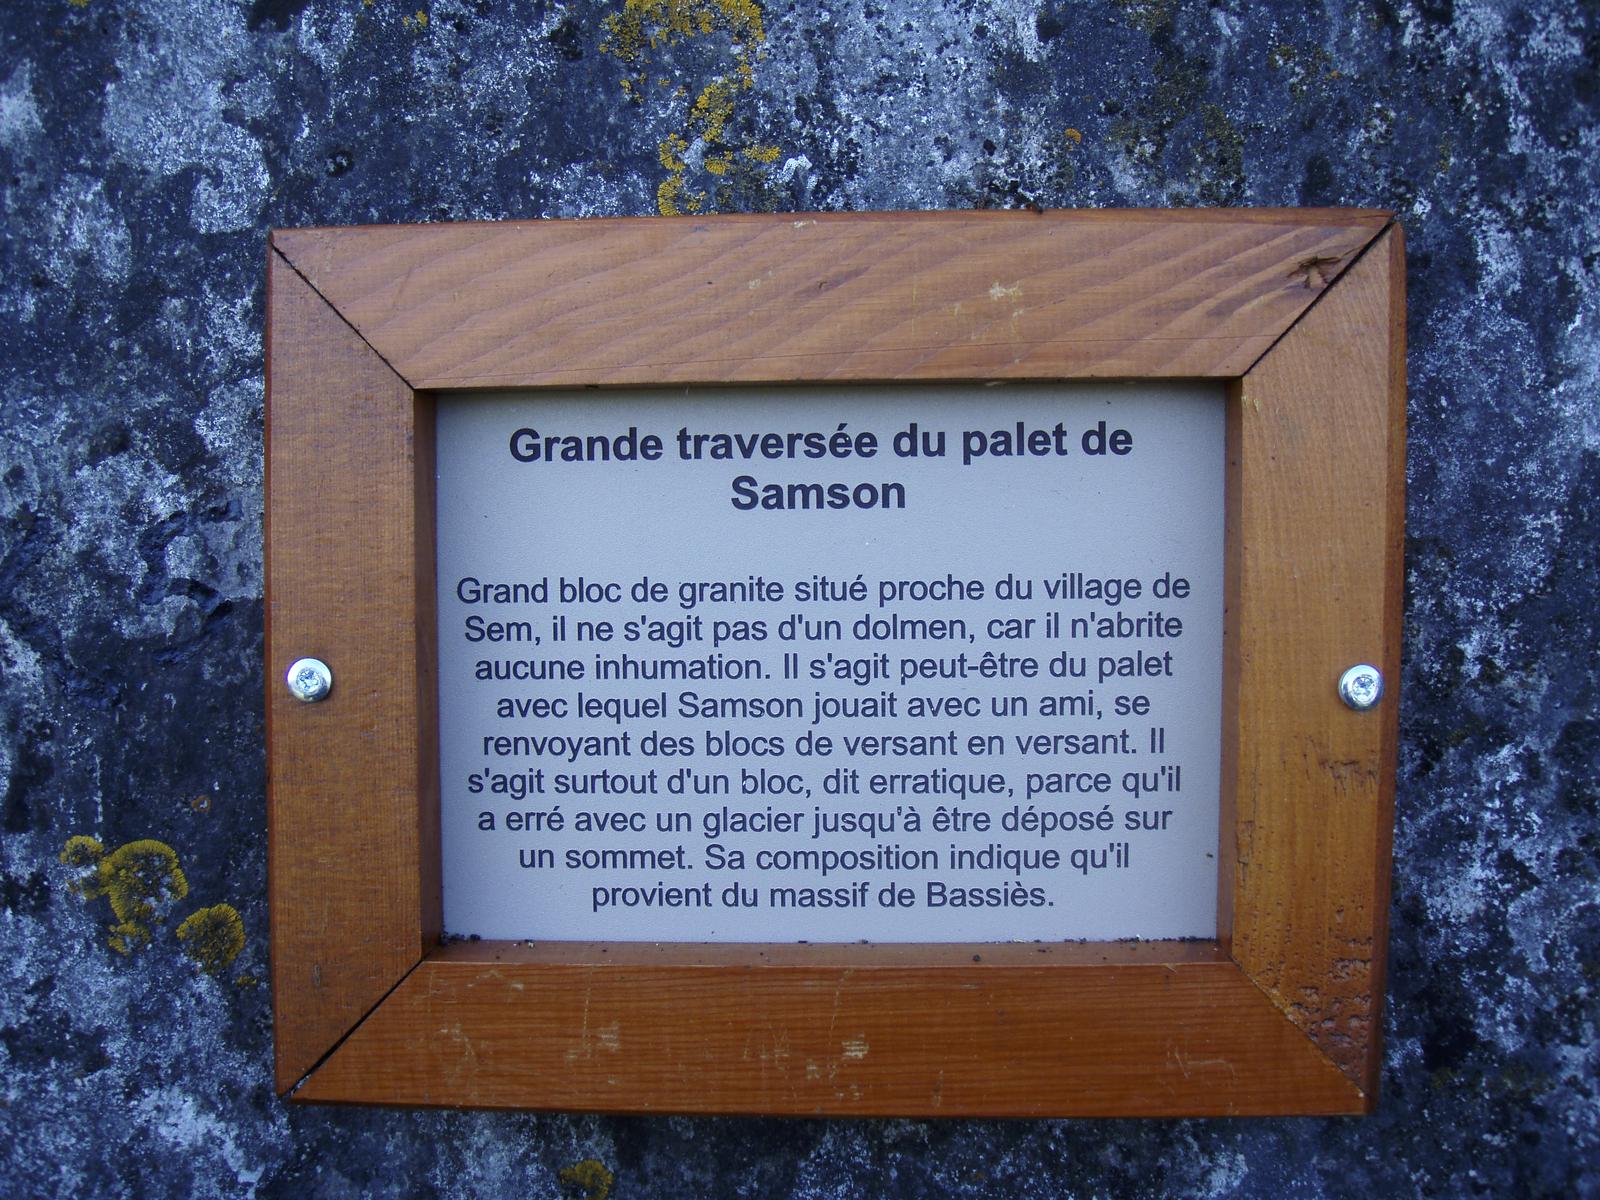 Grande traversée du palet de
Samson
Grand bloc de granite situé proche du village de
Sem, il ne s'agit pas d'un dolmen, car il n'abrite
aucune inhumation. Il s'agit peut-être du palet
avec lequel Samson jouait avec un ami, se
renvoyant des blocs de versant en versant. Il
s'agit surtout d'un bloc, dit erratique, parce qu'il
a erré avec un glacier jusqu'à être déposé sur
un sommet. Sa composition indique qu'il
provient du massif de Bassiès.